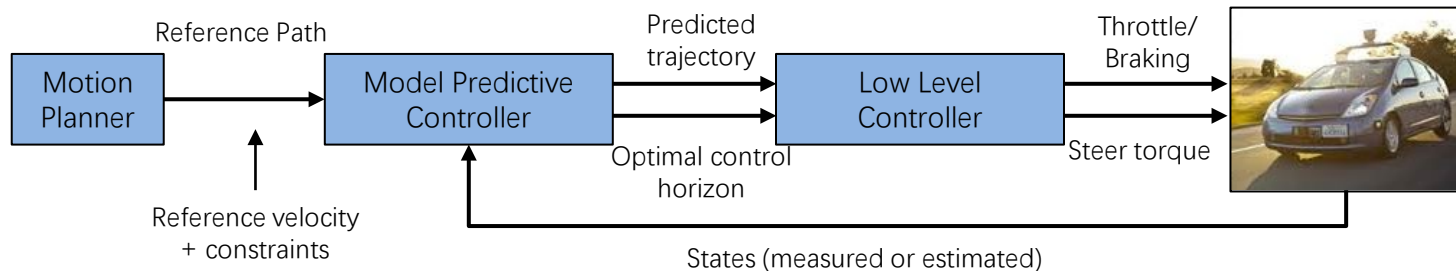 Reference Path
Motion
Planner
Reference velocity
+ constraints
Model Predictive
Controller
Predicted
trajectory
Optimal control
horizon
Low Level
Controller
Throttle/
Braking
Steer torque
States (measured or estimated)